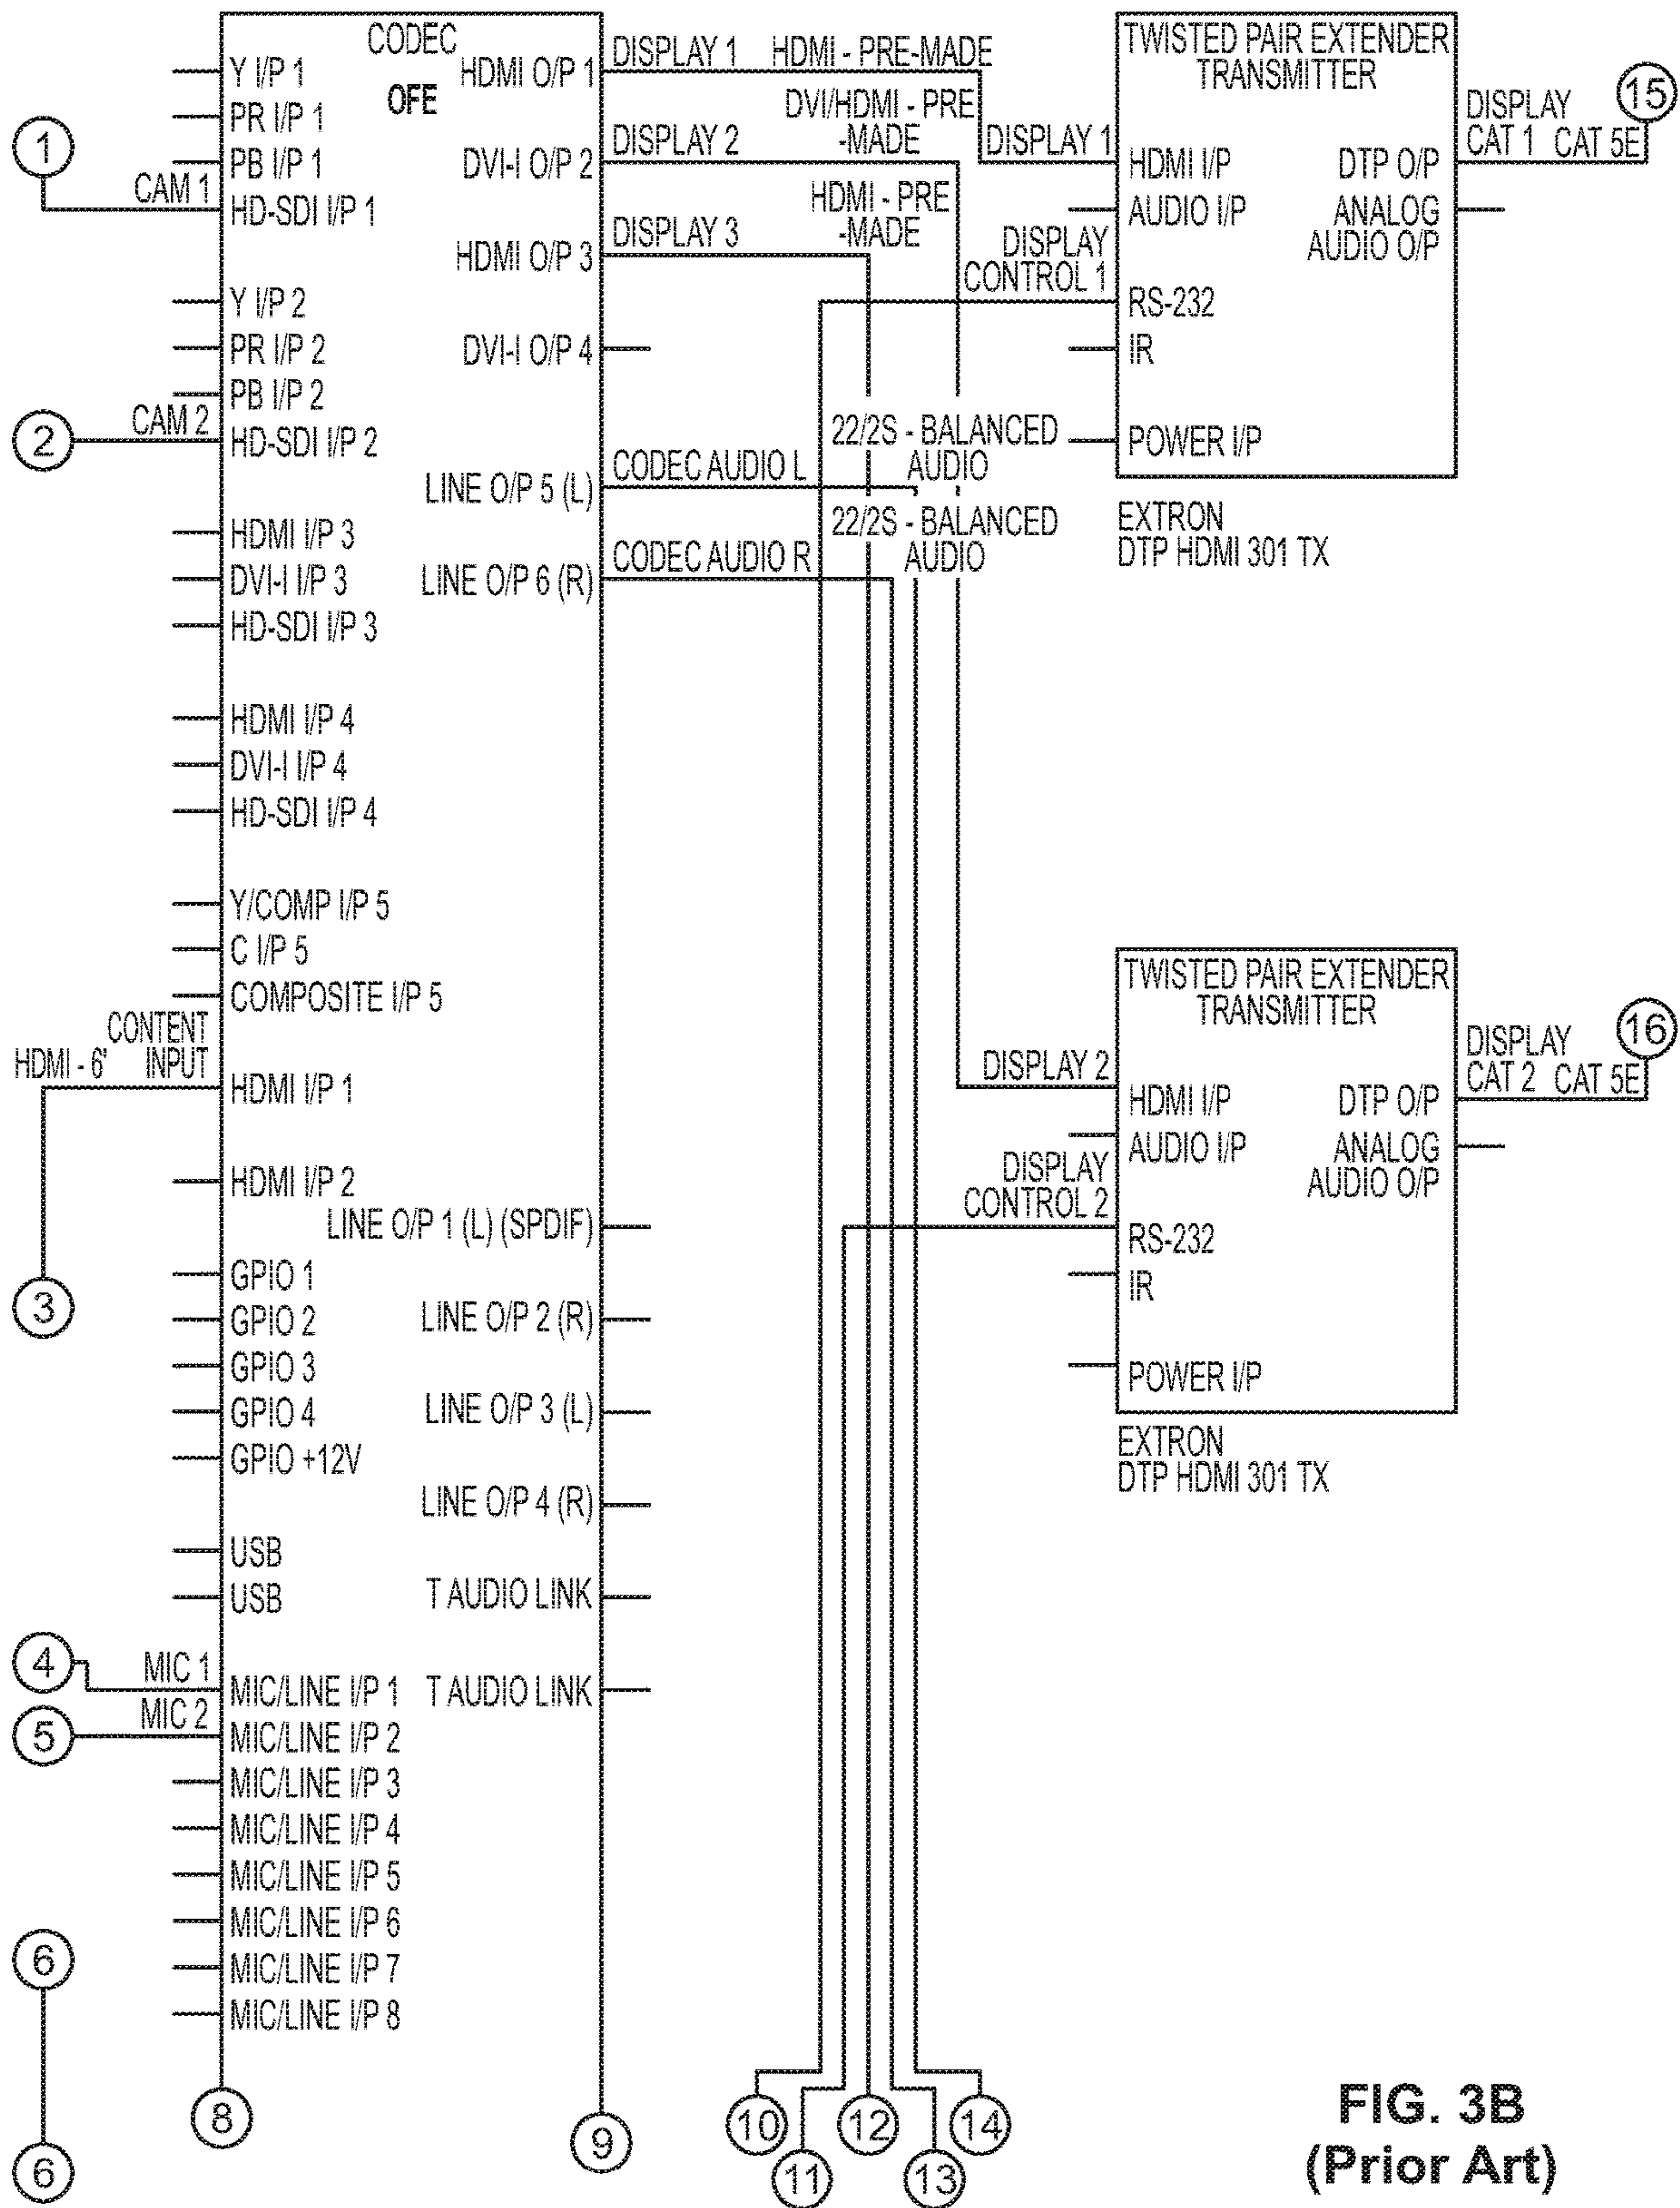 CODEC
OFE
Y I/P 1
PR I/P 1
PB I/P 1
1
CAM 1
HD-SDI I/P 1
Y I/P 2
PR I/P 2
PB I/P 2
2
CAM 2
HD-SDI I/P 2
HDMI I/P 3
DVI-I I/P 3
HD-SDI I/P 3
HDMI I/P 4
DVI-I I/P 4
HD-SDI I/P 4
Y/COMP I/P 5
C I/P 5
COMPOSITE I/P 5
CONTENT
HDMI - 6' INPUT
HDMI I/P 1
3
HDMI I/P 2
GPIO 1
GPIO 2
GPIO 3
GPIO 4
GPIO +12V
USB
USB
4
MIC 1
MIC/LINE I/P 1
5
MIC 2
MIC/LINE I/P 2
MIC/LINE I/P 3
MIC/LINE I/P 4
MIC/LINE I/P 5
MIC/LINE I/P 6
MIC/LINE I/P 7
MIC/LINE I/P 8
6
6
8
HDMI O/P 1
DVI-I O/P 2
HDMI O/P 3
DVI-I O/P 4
LINE O/P 5 (L)
LINE O/P 6 (R)
LINE O/P 1 (L) (SPDIF)
LINE O/P 2 (R)
LINE O/P 3 (L)
LINE O/P 4 (R)
T AUDIO LINK
T AUDIO LINK
9
DISPLAY 1
HDMI - PRE-MADE
DISPLAY 2
DVI/HDMI - PRE
-MADE
DISPLAY 3
HDMI - PRE
-MADE
CODEC AUDIO L
22/2S - BALANCED
AUDIO
CODEC AUDIO R
22/2S - BALANCED
AUDIO
10
11
12
13
14
TWISTED PAIR EXTENDER
TRANSMITTER
DISPLAY 1
HDMI I/P
AUDIO I/P
DISPLAY
CONTROL 1
RS-232
IR
POWER I/P
DTP O/P
ANALOG
AUDIO O/P
DISPLAY
CAT 1 CAT 5E
15
EXTRON
DTP HDMI 301 TX
TWISTED PAIR EXTENDER
TRANSMITTER
DISPLAY 2
HDMI I/P
AUDIO I/P
DISPLAY
CONTROL 2
RS-232
IR
POWER I/P
DTP O/P
ANALOG
AUDIO O/P
DISPLAY
CAT 2 CAT 5E
16
EXTRON
DTP HDMI 301 TX
FIG. 3B
(Prior Art)